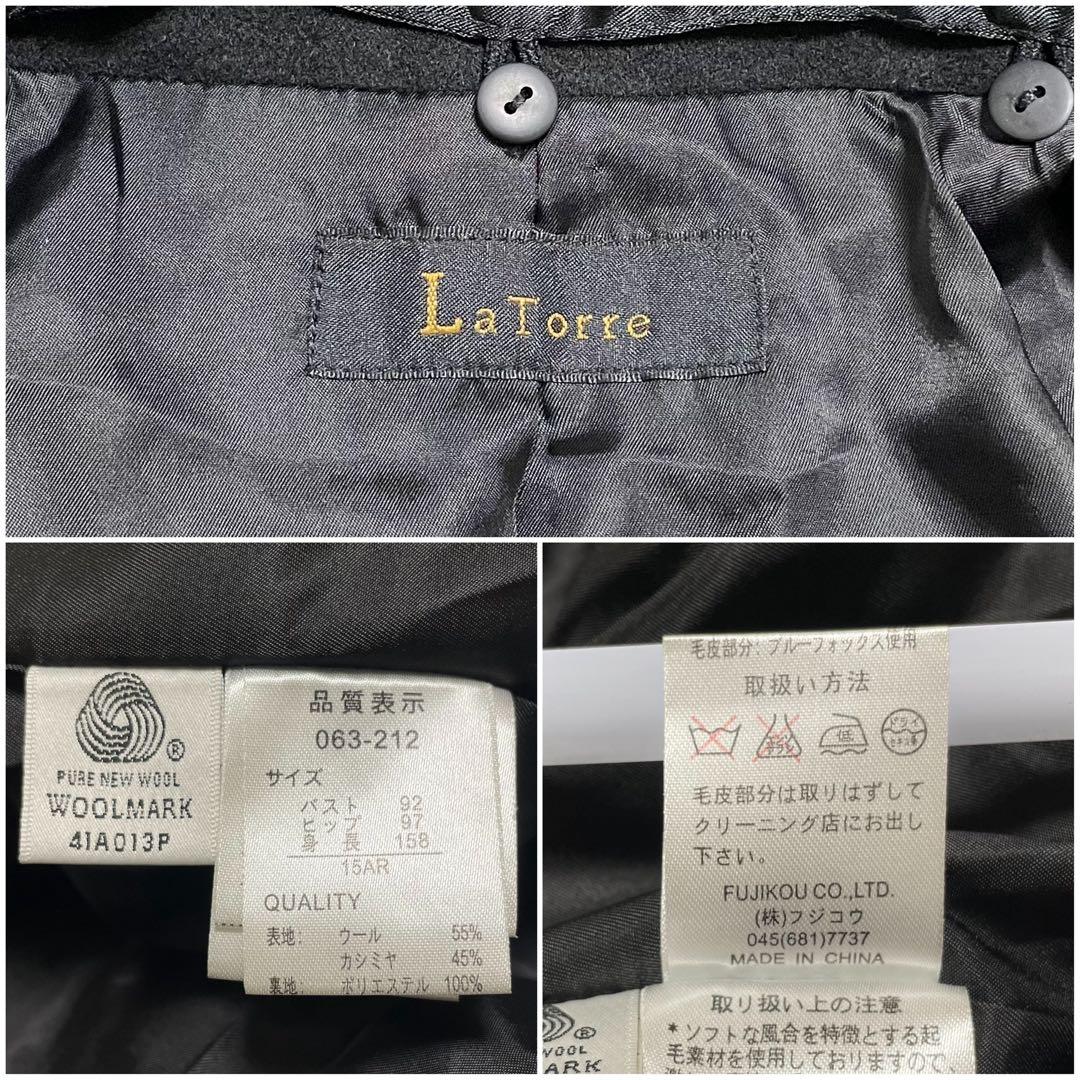 LaTorre
PURE NEW WOOL
WOOLMARK
41A013P
®
品質表示
063-212
サイズ
バスト 92
ヒップ 97
身長 158
15AR
QUALITY
表地: ウール 55%
カシミヤ 45%
裏地: ポリエステル 100%
毛皮部分: ブルーフォックス使用
取扱い方法
低
ドライ
毛皮部分は取りはずして
クリーニング店にお出し
下さい。
FUJIKOU CO.,LTD.
(株)フジコウ
045(681)7737
MADE IN CHINA
取り扱い上の注意
*ソフトな風合を特徴とする起
毛素材を使用しておりますので、
WOOL
MARK